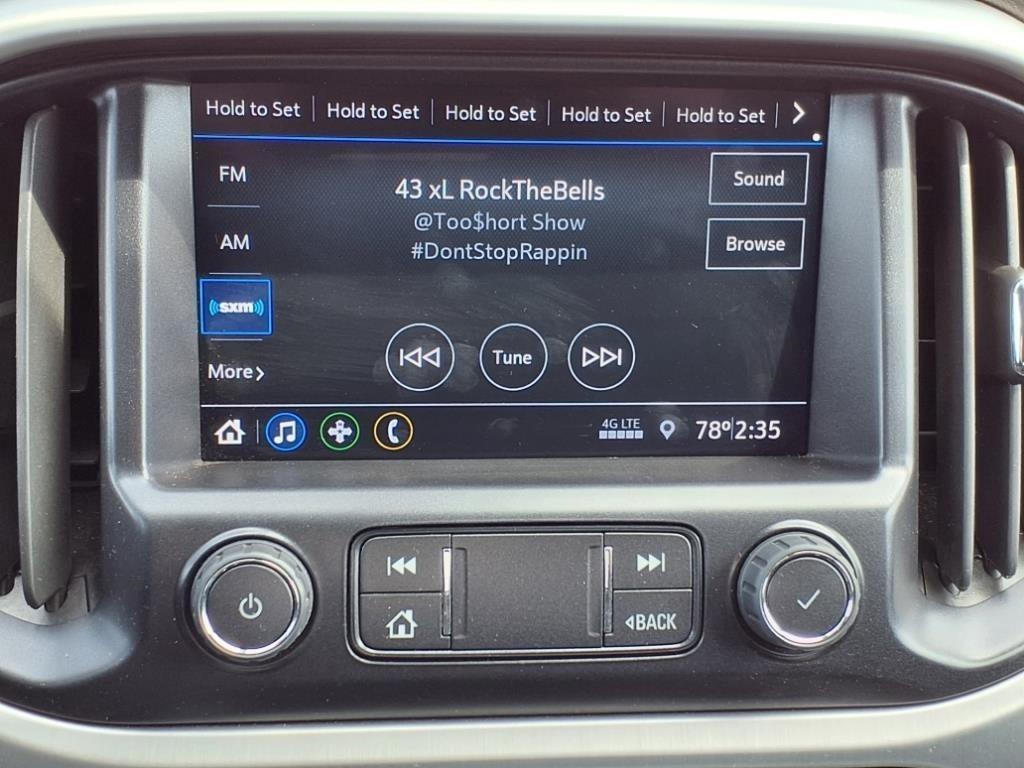 Hold to Set Hold to Set Hold to Set Hold to Set Hold to Set
FM
43 xL RockTheBells
Sound
@Too$hort Show
AM
#DontStopRappin
Browse
sxm
Tune
More
4G LTE
78º 2:35
BACK